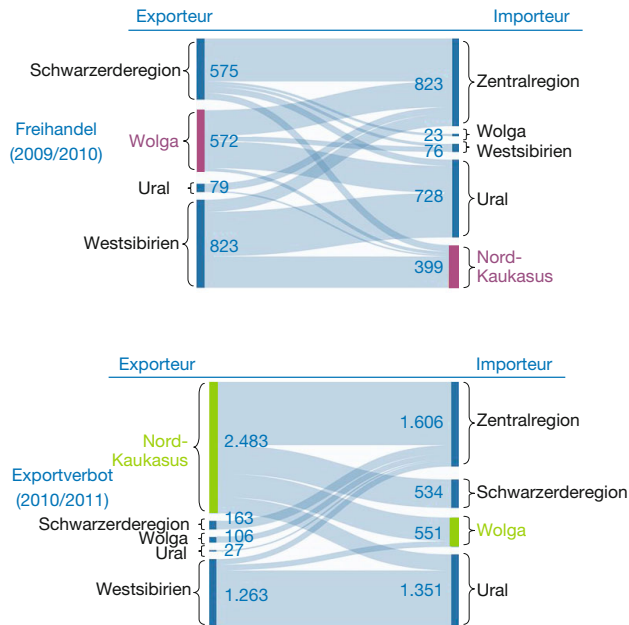 Exporteur
Importeur
Freihandel
(2009/2010)
Schwarzerderegion
575
Wolga
572
Ural
79
Westsibirien
823
823
Zentralregion
23
Wolga
76
Westsibirien
728
Ural
399
Nord-
Kaukasus
Exporteur
Importeur
Exportverbot
(2010/2011)
Nord-
Kaukasus
2.483
Schwarzerderegion
163
Wolga
106
Ural
27
Westsibirien
1.263
1.606
Zentralregion
534
Schwarzerderegion
551
Wolga
1.351
Ural